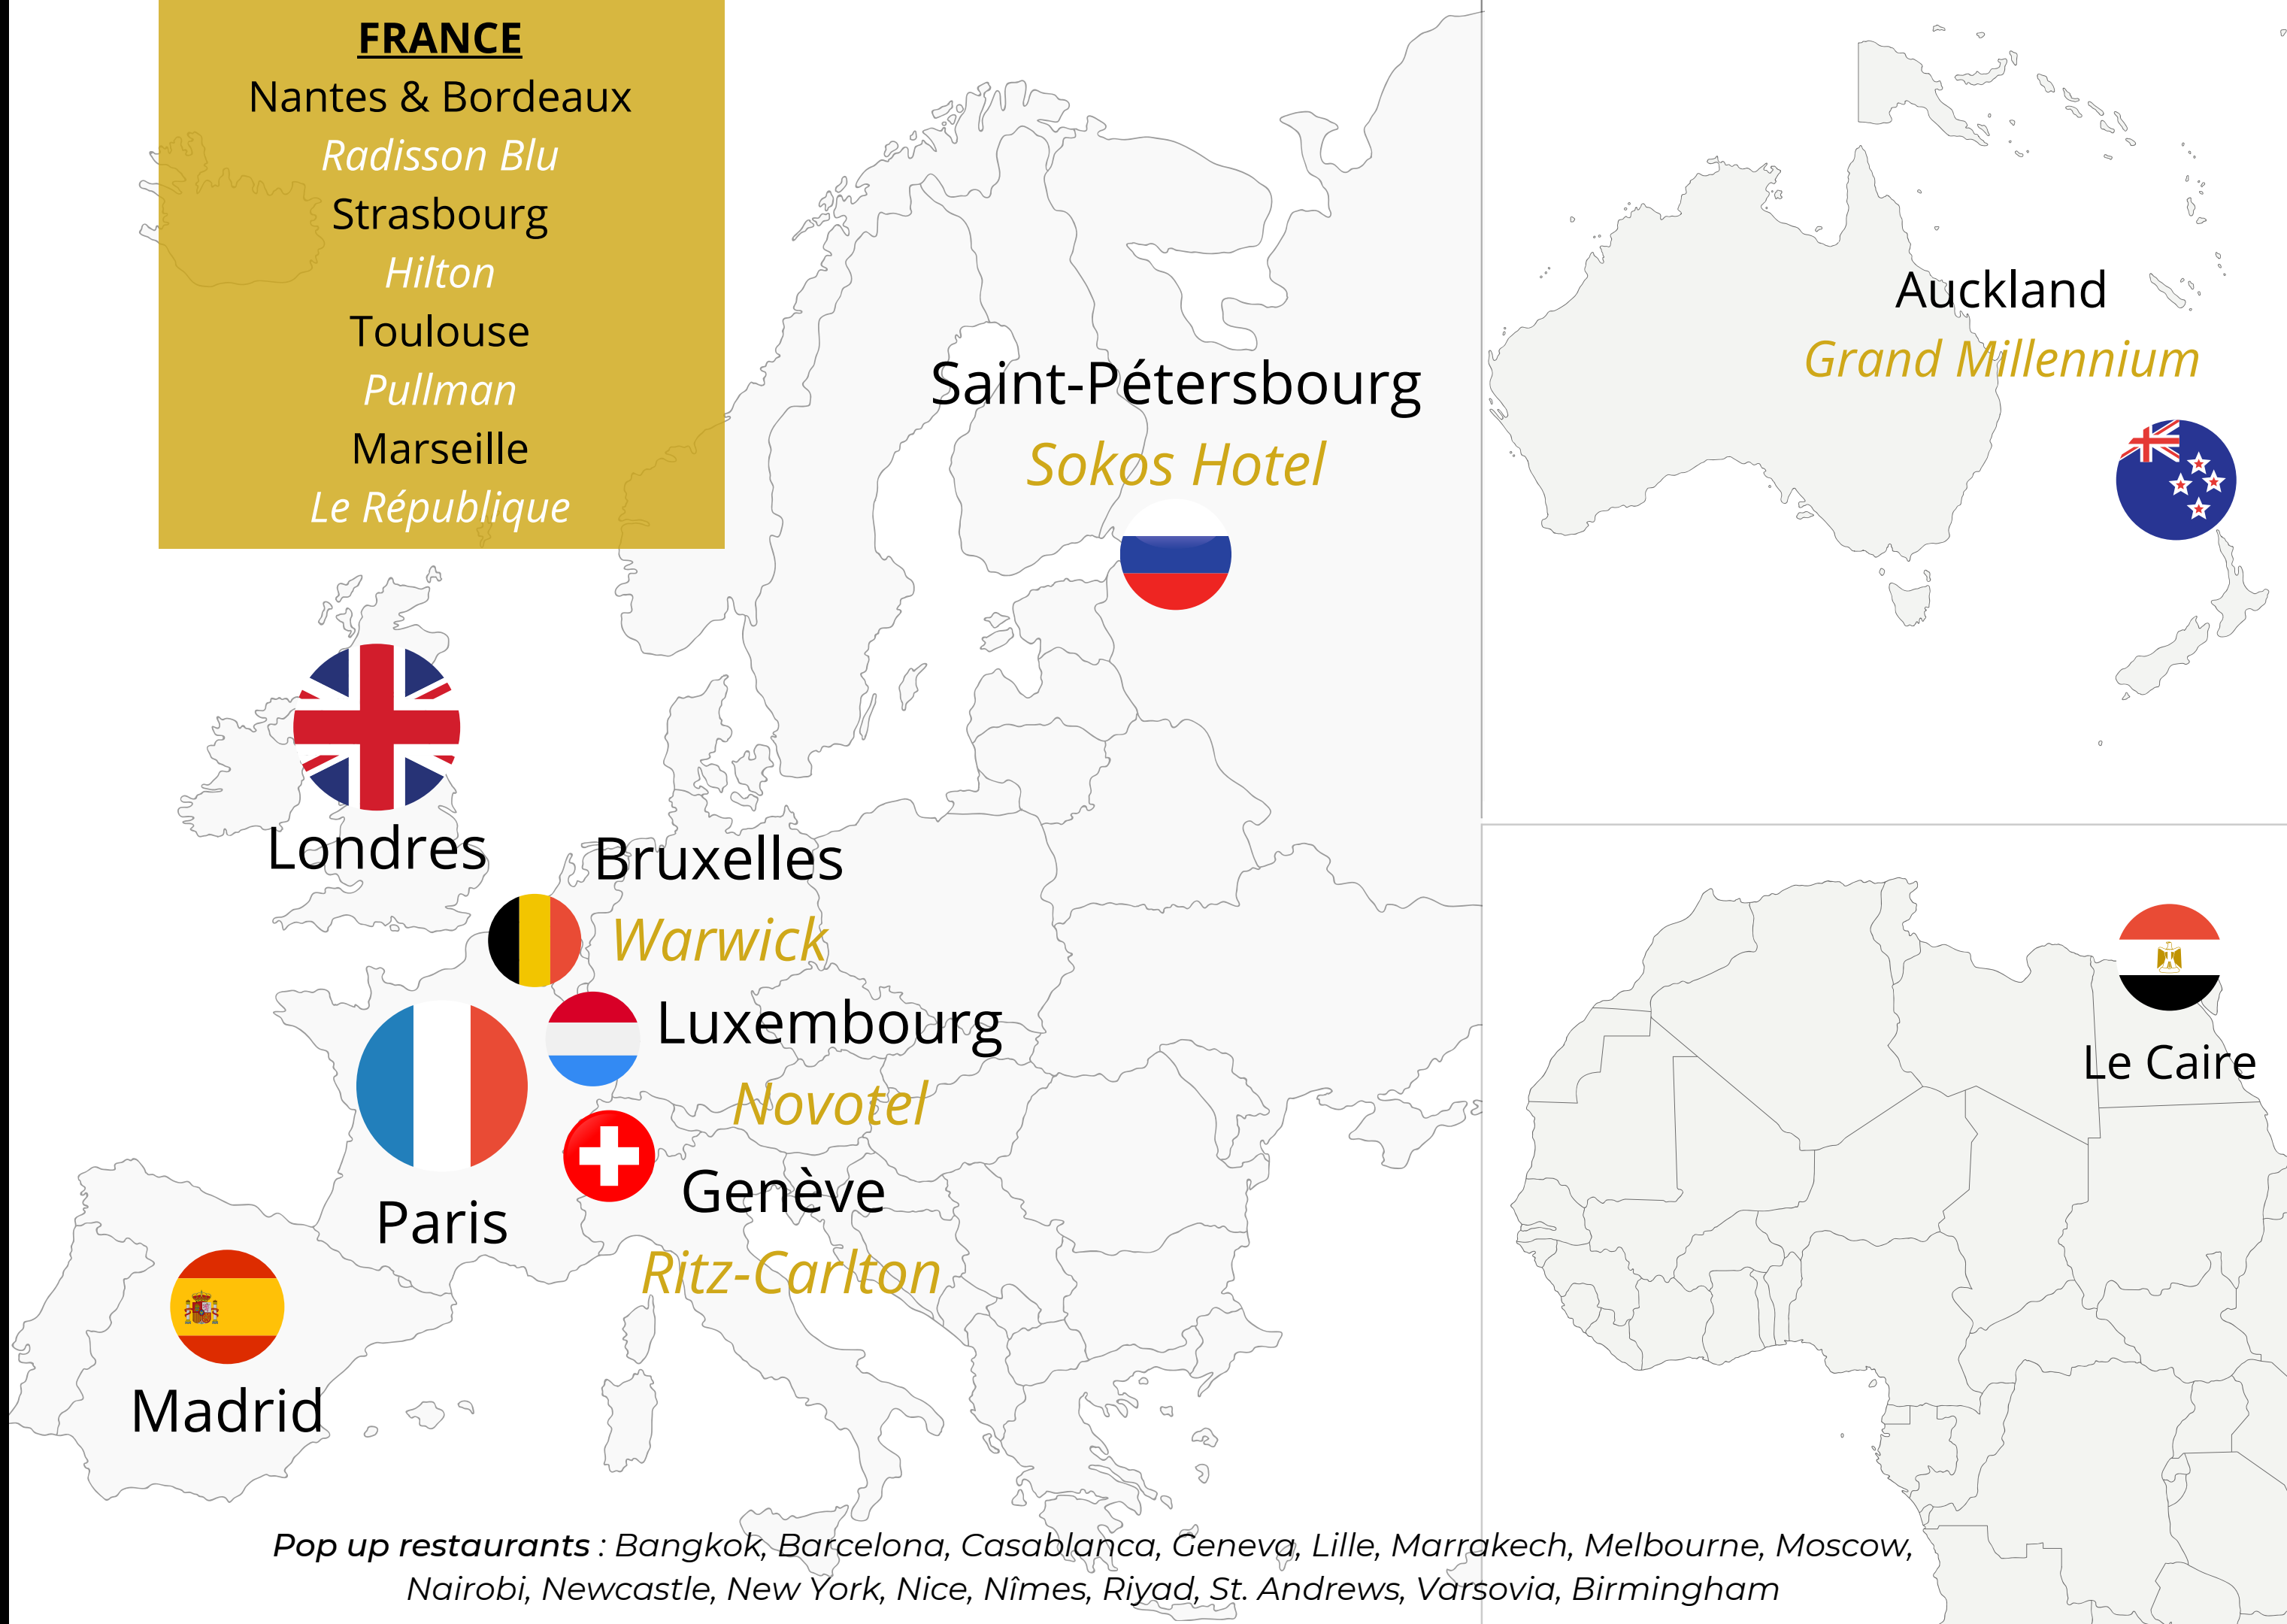 FRANCE
Nantes & Bordeaux
Radisson Blu
Strasbourg
Hilton
Toulouse
Pullman
Marseille
Le République
Saint-Pétersbourg
Sokos Hotel
Auckland
Grand Millennium
Londres
Bruxelles
Warwick
Luxembourg
Novotel
Genève
Ritz-Carlton
Paris
Madrid
Le Caire
Pop up restaurants : Bangkok, Barcelona, Casablanca, Geneva, Lille, Marrakech, Melbourne, Moscow,
Nairobi, Newcastle, New York, Nice, Nîmes, Riyad, St. Andrews, Varsovia, Birmingham